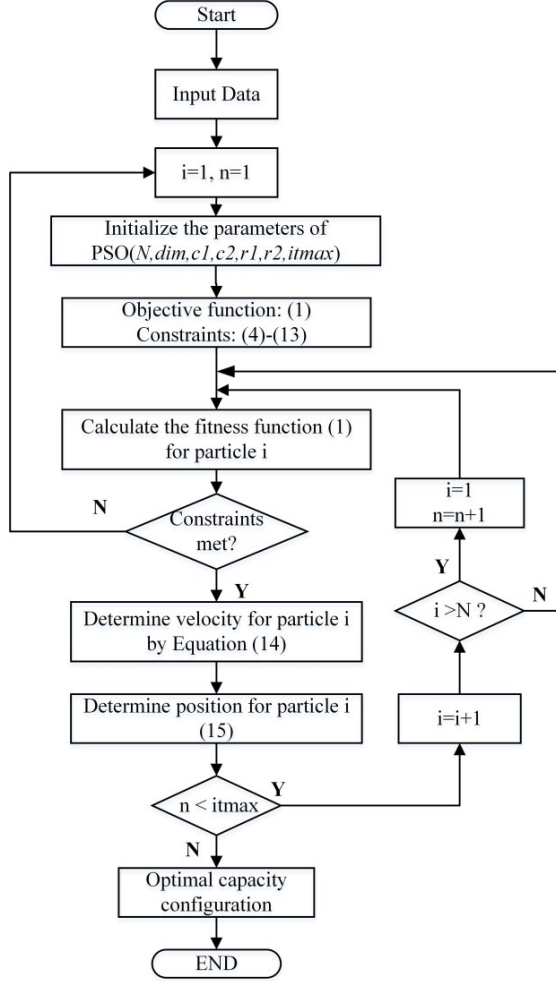 Start
Input Data
i=1, n=1
Initialize the parameters of
PSO(N,dim,c1,c2,r1,r2,itmax)
Objective function: (1)
Constraints: (4)-(13)
Calculate the fitness function (1)
for particle i
N
Constraints
met?
Y
Determine velocity for particle i
by Equation (14)
Determine position for particle i
(15)
n < itmax
Y
N
Optimal capacity
configuration
END
i=1
n=n+1
Y
i >N ?
N
i=i+1